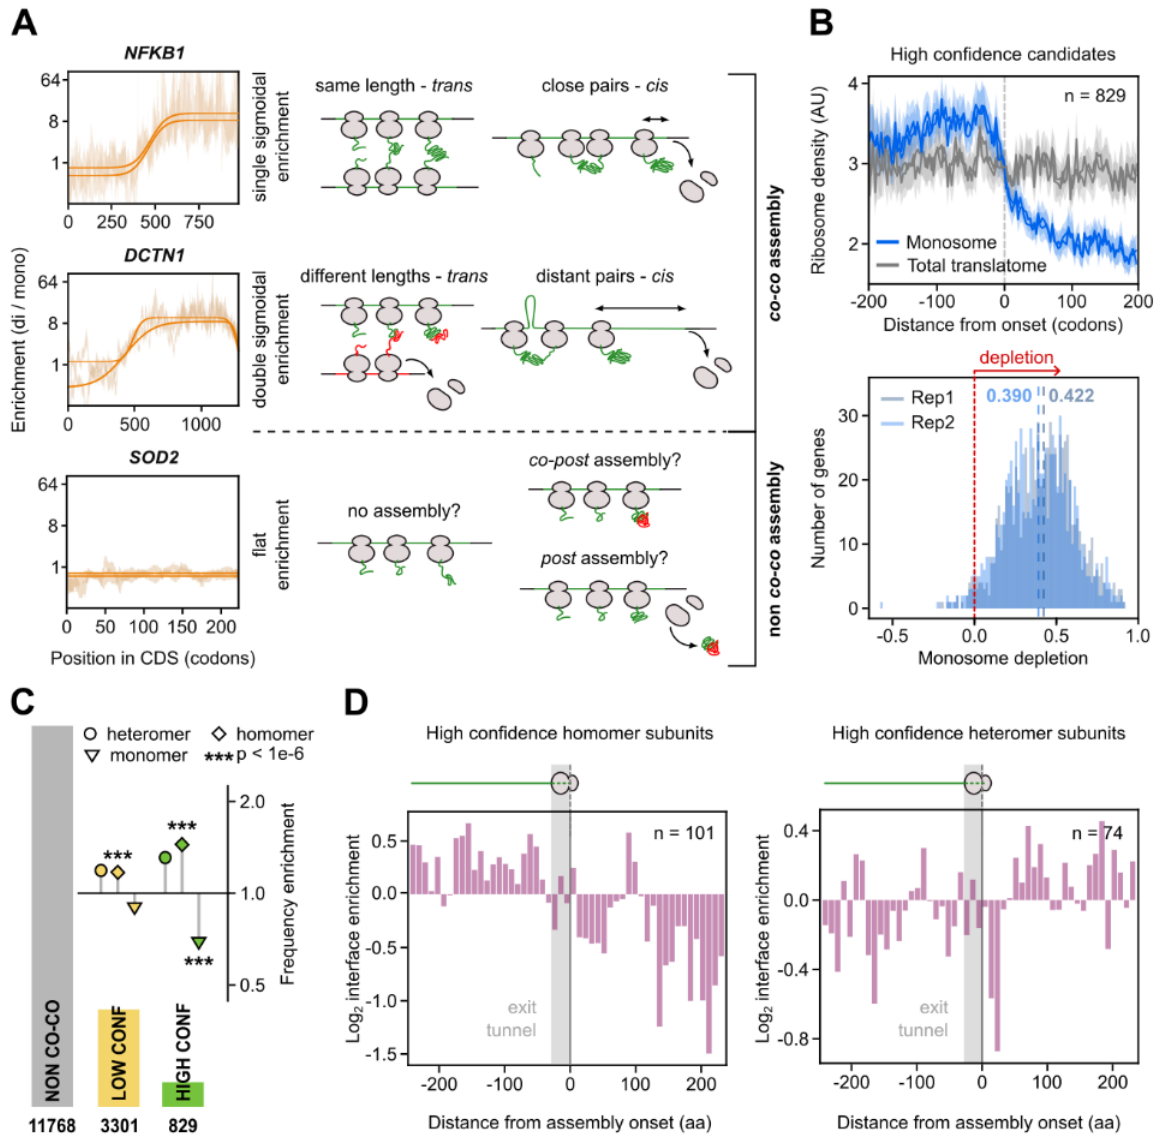 A
NFKB1
64
8
1
0 250 500 750
single sigmoidal
enrichment
same length - trans
close pairs - cis
DCTN1
64
8
1
0 500 1000
Enrichment (di / mono)
double sigmoidal
enrichment
different lengths - trans
distant pairs - cis
co-co assembly
SOD2
64
8
1
0 50 100 150 200
Position in CDS (codons)
flat
enrichment
no assembly?
co-post assembly?
post assembly?
non co-co assembly
B
High confidence candidates
n = 829
4
3
2
Ribosome density (AU)
Monosome
Total translatome
-200 -100 0 100 200
Distance from onset (codons)
depletion
Rep1
Rep2
0.390 0.422
30
20
10
0
Number of genes
-0.5 0.0 0.5 1.0
Monosome depletion
C
heteromer homomer
monomer ***p < 1e-6
2.0
1.0
0.5
Frequency enrichment
***
***
***
NON CO-CO
LOW CONF
HIGH CONF
11768 3301 829
D
High confidence homomer subunits
n = 101
0.5
0.0
-0.5
-1.0
-1.5
Log2 interface enrichment
exit
tunnel
-200 -100 0 100 200
Distance from assembly onset (aa)
High confidence heteromer subunits
n = 74
0.4
0.0
-0.4
-0.8
Log2 interface enrichment
exit
tunnel
-200 -100 0 100 200
Distance from assembly onset (aa)